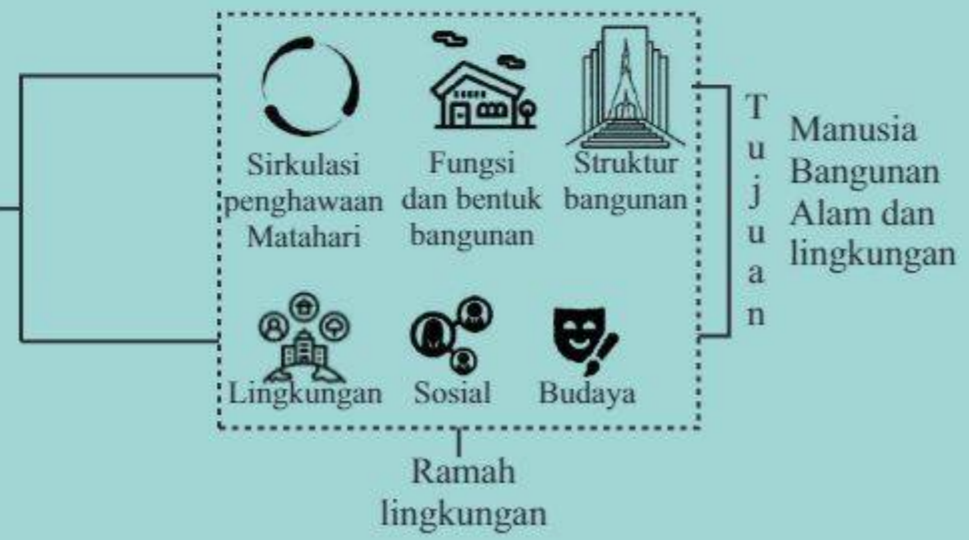 Sirkulasi
penghawaan
Matahari
Fungsi
dan bentuk
bangunan
Struktur
bangunan
Lingkungan
Sosial
Budaya
Ramah
lingkungan
Tujuan
Manusia
Bangunan
Alam dan
lingkungan